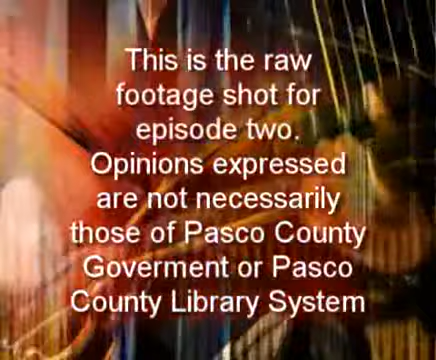 This is the raw
footage shot for
episode two.
Opinions expressed
are not necessarily
those of Pasco County
Goverment or Pasco
County Library System